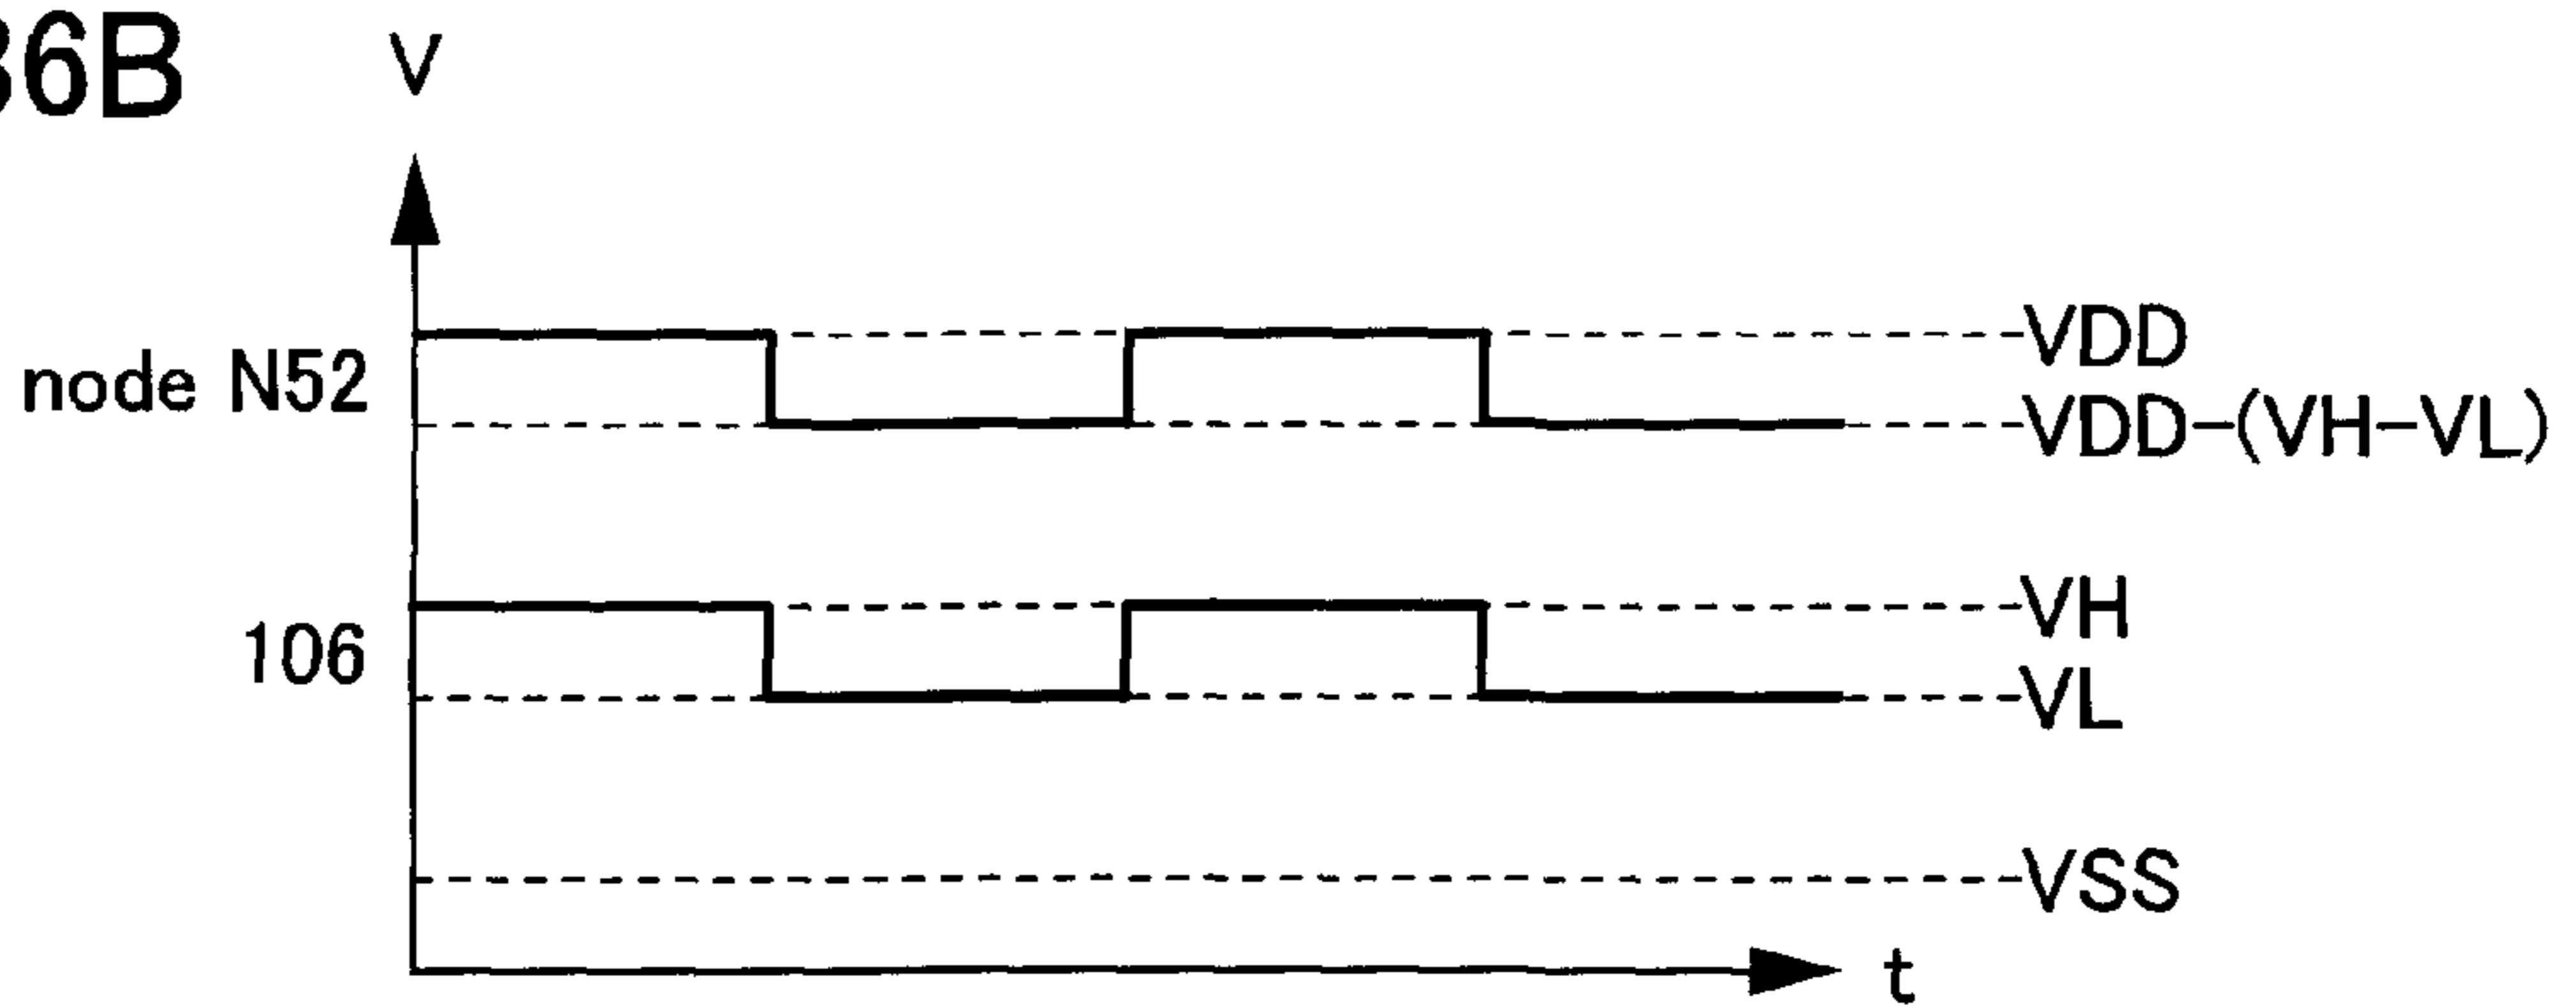 36B
V
VDD
node N52
VDD-(VH-VL)
VH
106
VL
VSS
t